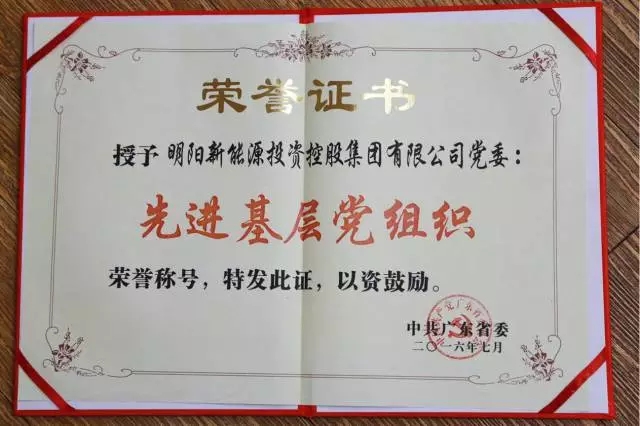 荣誉证书
授予 明阳新能源投资控股集团有限公司党委：
先进基层党组织
荣誉称号，特发此证，以资鼓励。
中共广东省委
二〇一六年七月